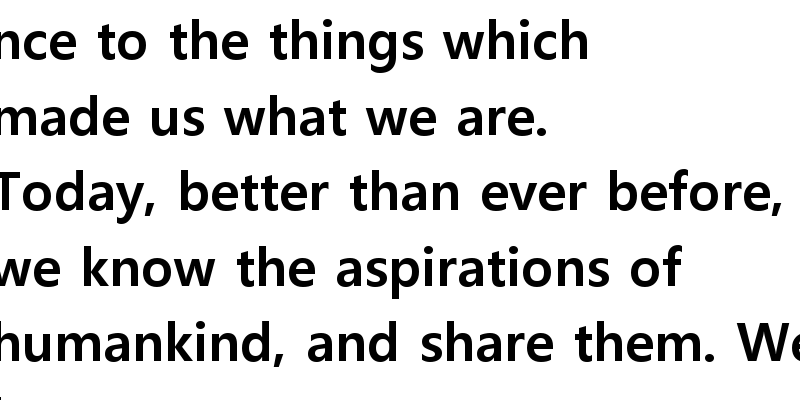 nce to the things which
made us what we are.
Today, better than ever before,
we know the aspirations of
humankind, and share them. We